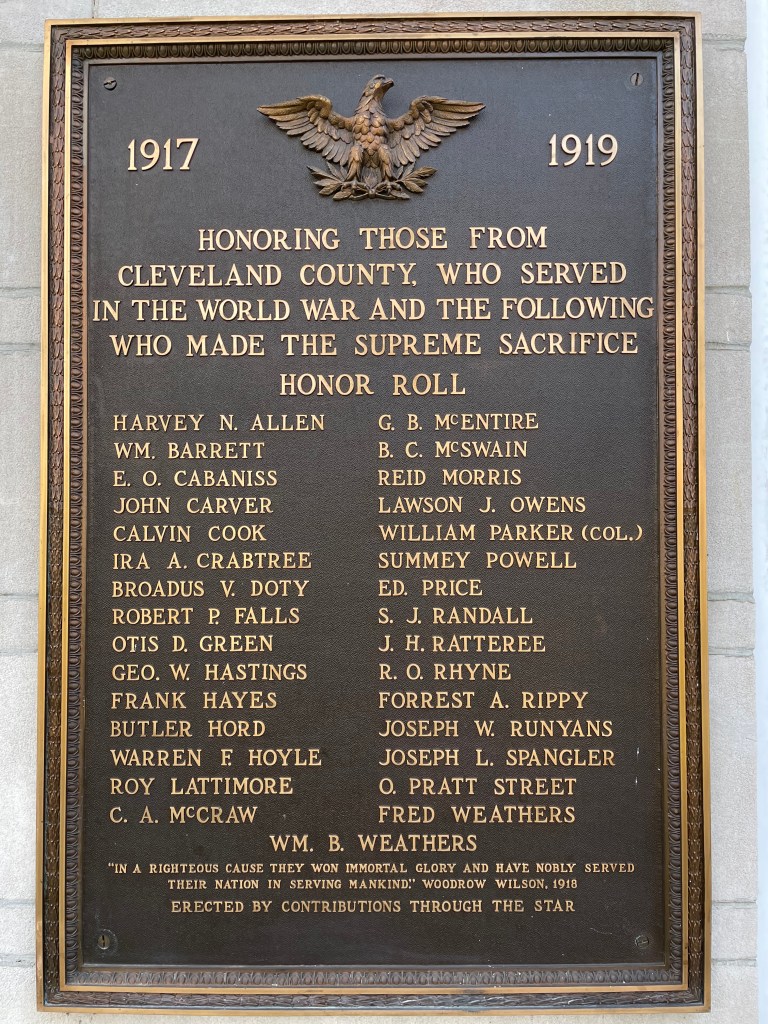 1917 1919
HONORING THOSE FROM
CLEVELAND COUNTY, WHO SERVED
IN THE WORLD WAR AND THE FOLLOWING
WHO MADE THE SUPREME SACRIFICE
HONOR ROLL
HARVEY N. ALLEN
WM. BARRETT
E. O. CABANISS
JOHN CARVER
CALVIN COOK
IRA A. CRABTREE
BROADUS V. DOTY
ROBERT P. FALLS
OTIS D. GREEN
GEO. W. HASTINGS
FRANK HAYES
BUTLER HORD
WARREN F. HOYLE
ROY LATTIMORE
C. A. McCRAW
G. B. McENTIRE
B. C. McSWAIN
REID MORRIS
LAWSON J. OWENS
WILLIAM PARKER (COL.)
SUMMEY POWELL
ED. PRICE
S. J. RANDALL
J. H. RATTEREE
R. O. RHYNE
FORREST A. RIPPY
JOSEPH W. RUNYANS
JOSEPH L. SPANGLER
O. PRATT STREET
FRED WEATHERS
WM. B. WEATHERS
"IN A RIGHTEOUS CAUSE THEY WON IMMORTAL GLORY AND HAVE NOBLY SERVED
THEIR NATION IN SERVING MANKIND." WOODROW WILSON, 1918
ERECTED BY CONTRIBUTIONS THROUGH THE STAR